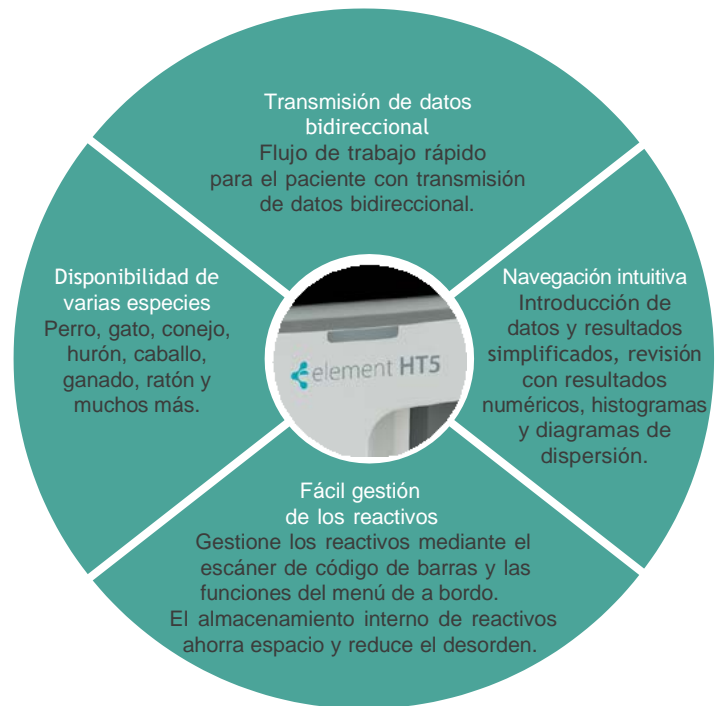 Transmisión de datos
bidireccional
Flujo de trabajo rápido
para el paciente con transmisión
de datos bidireccional.
Disponibilidad de
varias especies
Perro, gato, conejo,
hurón, caballo,
ganado, ratón y
muchos más.
element HT5
Navegación intuitiva
Introducción de
datos y resultados
simplificados, revisión
con resultados
numéricos, histogramas
y diagramas de
dispersión.
Fácil gestión
de los reactivos
Gestione los reactivos mediante el
escáner de código de barras y las
funciones del menú de a bordo.
El almacenamiento interno de reactivos
ahorra espacio y reduce el desorden.